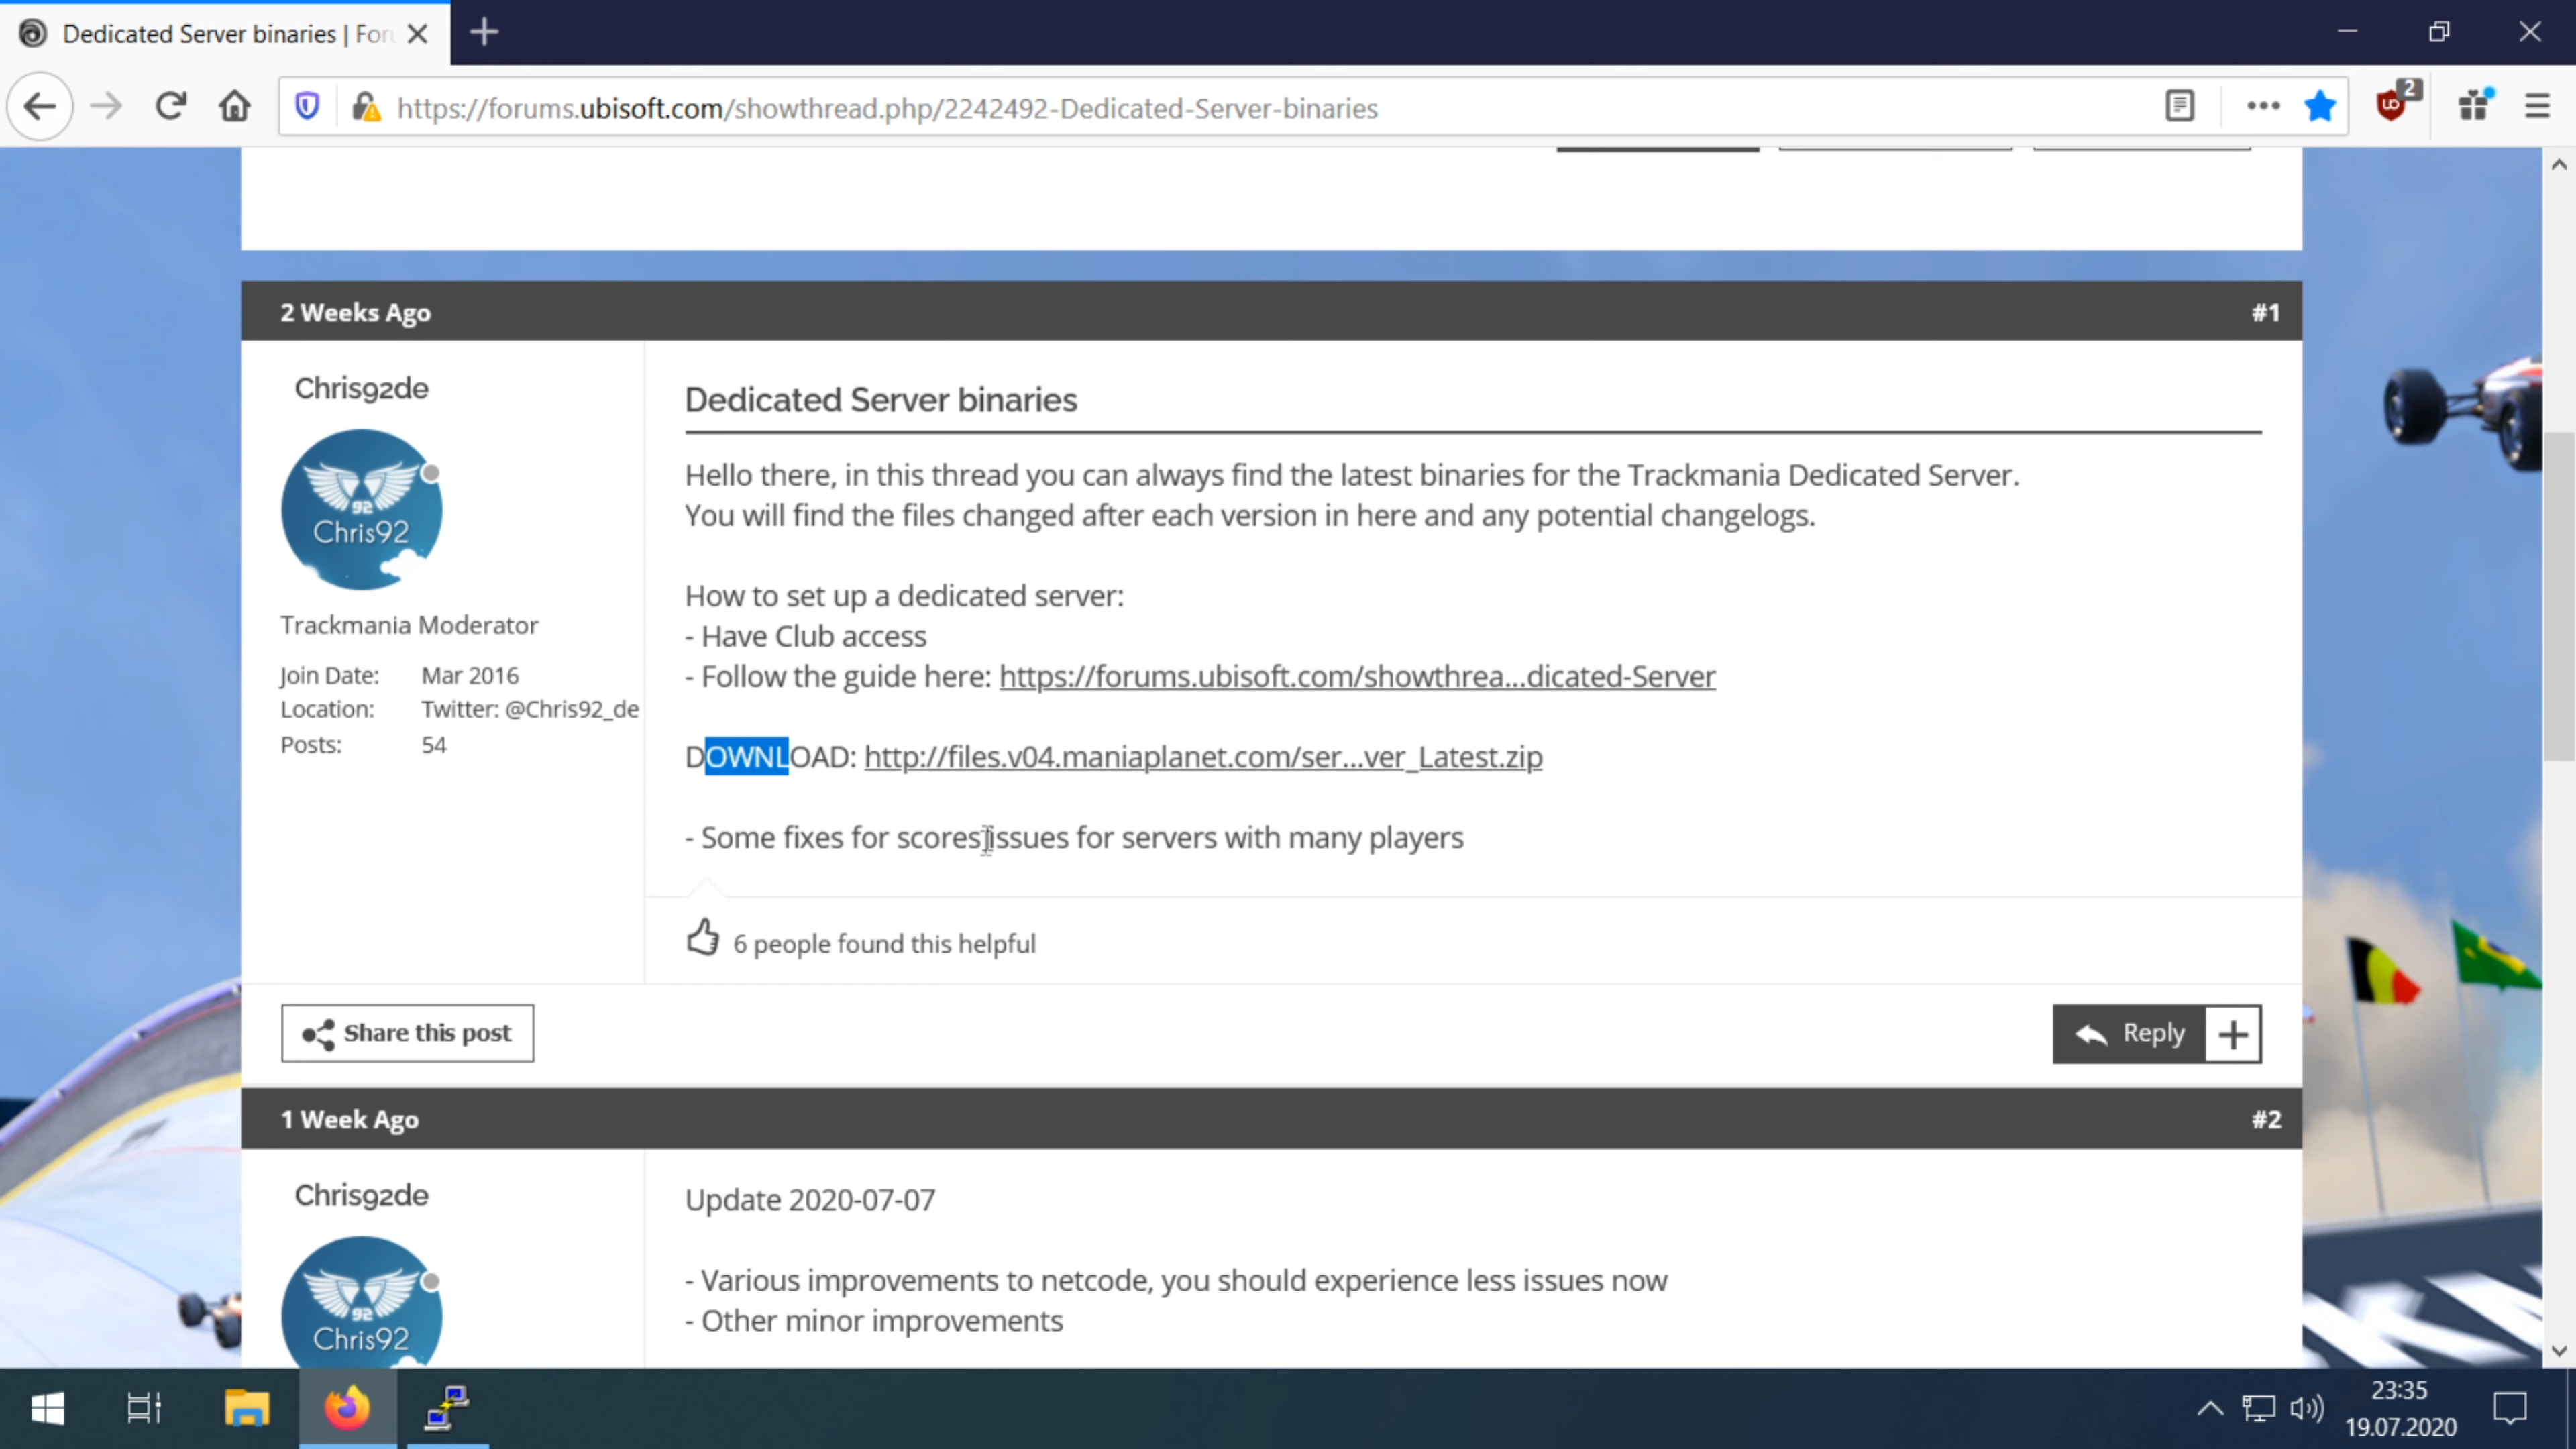 Dedicated Server binaries | For
https://forums.ubisoft.com/showthread.php/2242492-Dedicated-Server-binaries
2
2 Weeks Ago
#1
Chris92de
92
Chris92
Trackmania Moderator
Join Date: Mar 2016
Location: Twitter: @Chris92_de
Posts: 54
Dedicated Server binaries
Hello there, in this thread you can always find the latest binaries for the Trackmania Dedicated Server.
You will find the files changed after each version in here and any potential changelogs.
How to set up a dedicated server:
- Have Club access
- Follow the guide here: https://forums.ubisoft.com/showthrea...dicated-Server
DOWNLOAD: http://files.v04.maniaplanet.com/ser...ver_Latest.zip
- Some fixes for scores issues for servers with many players
6 people found this helpful
Share this post
Reply
1 Week Ago
#2
Chris92de
92
Chris92
Update 2020-07-07
- Various improvements to netcode, you should experience less issues now
- Other minor improvements
23:35
19.07.2020